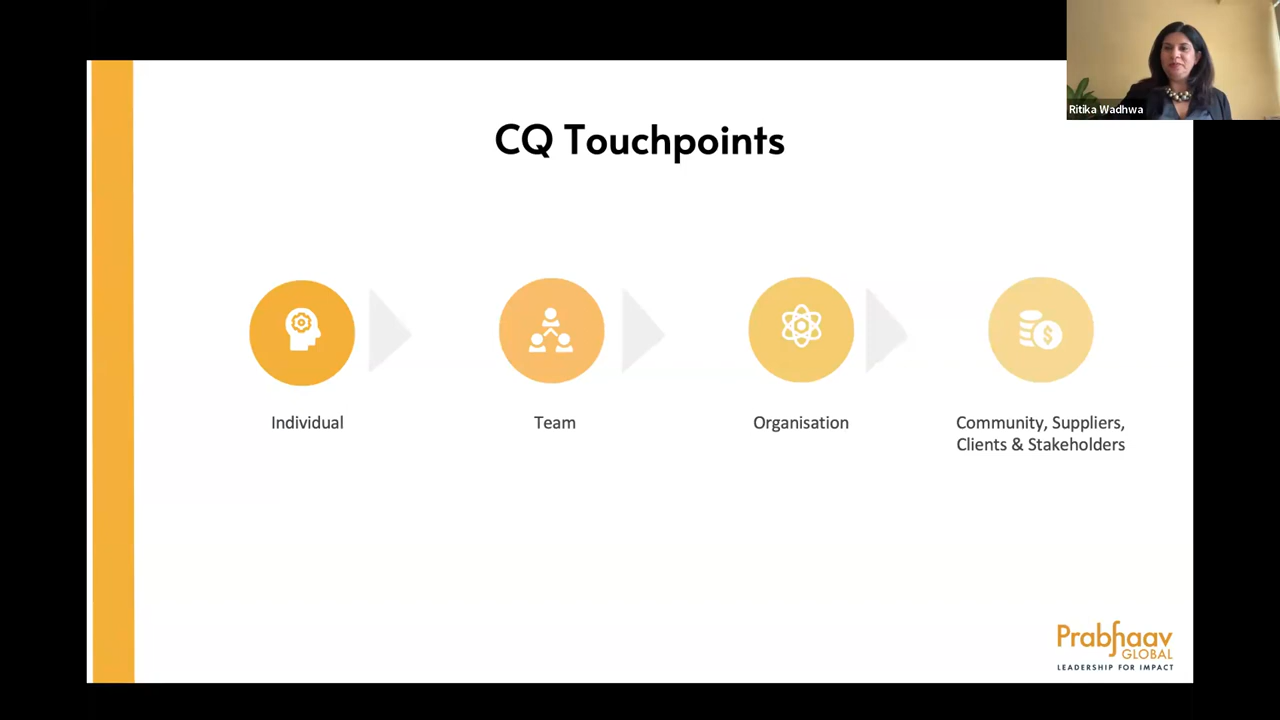 Ritika Wadhwa
CQ Touchpoints
$
Individual
Team
Organisation
Community, Suppliers,
Clients & Stakeholders
Prabhaav
GLOBAL
LEADERSHIP FOR IMPACT